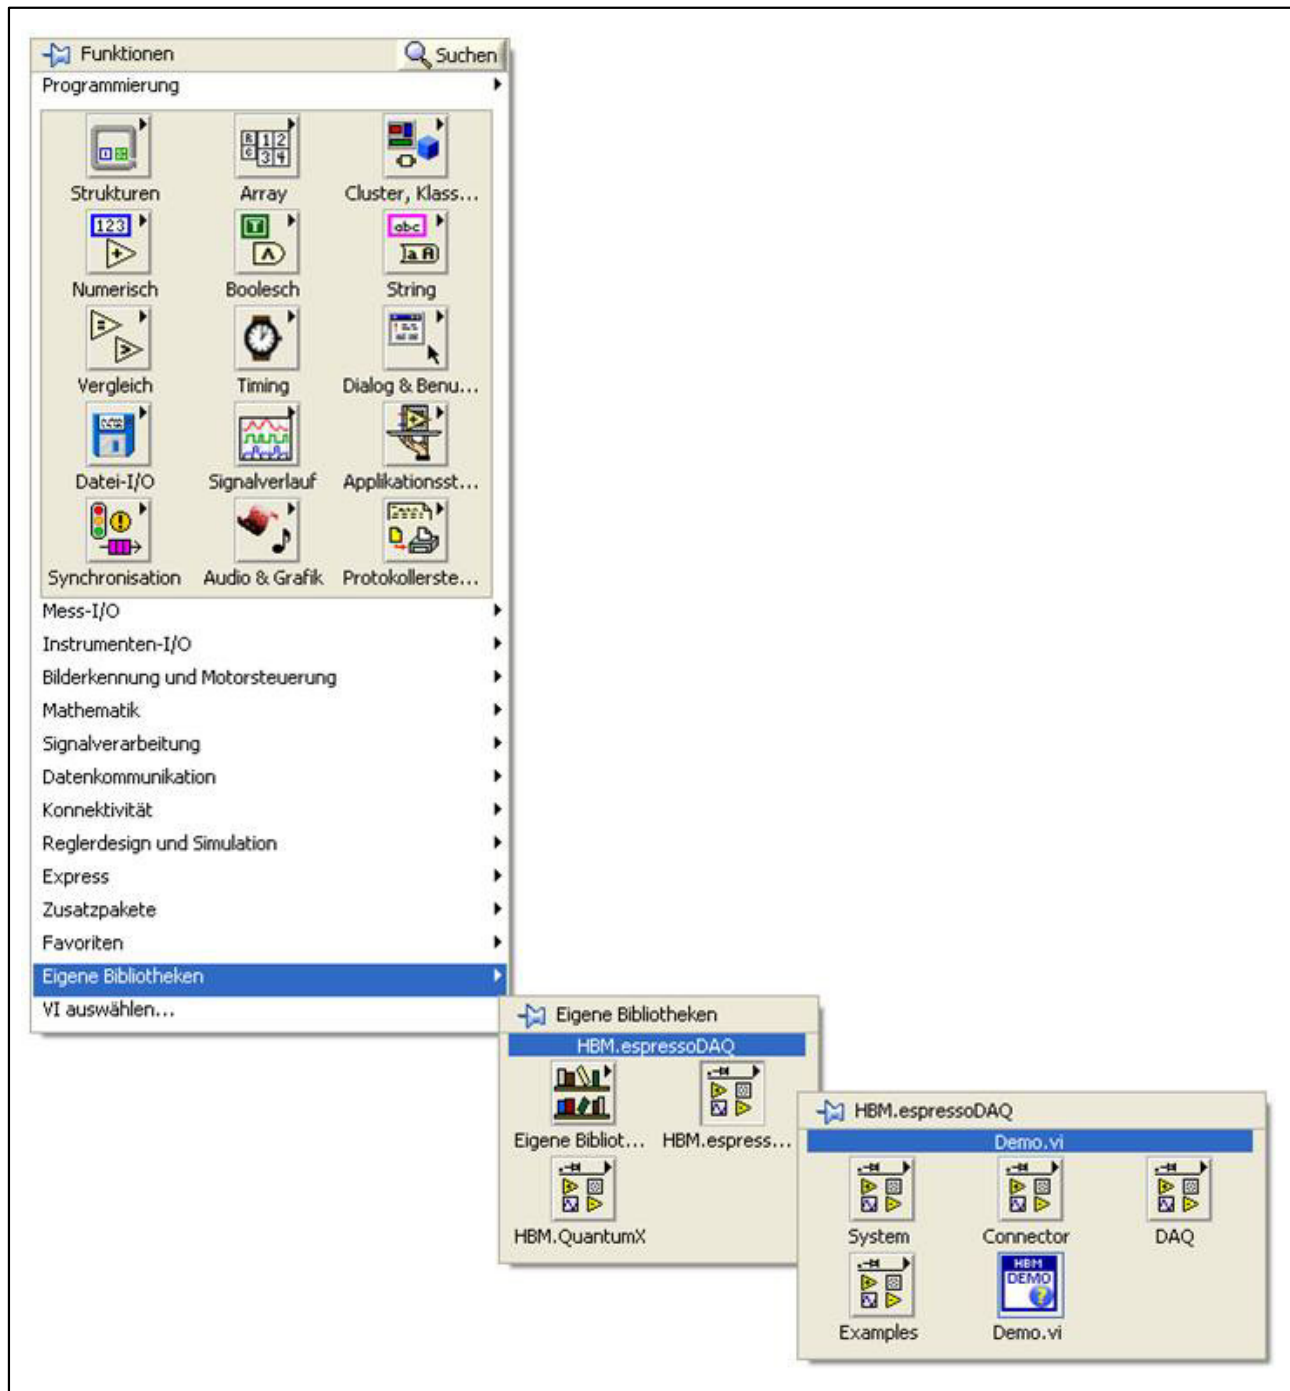 Funktionen Suchen
Programmierung
Strukturen Array Cluster, Klass...
Numerisch Boolesch String
Vergleich Timing Dialog & Benu...
Datei-I/O Signalverlauf Applikationsst...
Synchronisation Audio & Grafik Protokollerste...
Mess-I/O
Instrumenten-I/O
Bilderkennung und Motorsteuerung
Mathematik
Signalverarbeitung
Datenkommunikation
Konnektivität
Reglerdesign und Simulation
Express
Zusatzpakete
Favoriten
Eigene Bibliotheken
VI auswählen...
Eigene Bibliotheken
HBM.espressoDAQ
Eigene Bibliot... HBM.espress...
HBM.QuantumX
HBM.espressoDAQ
Demo.vi
System Connector DAQ
HBM
DEMO
Examples Demo.vi